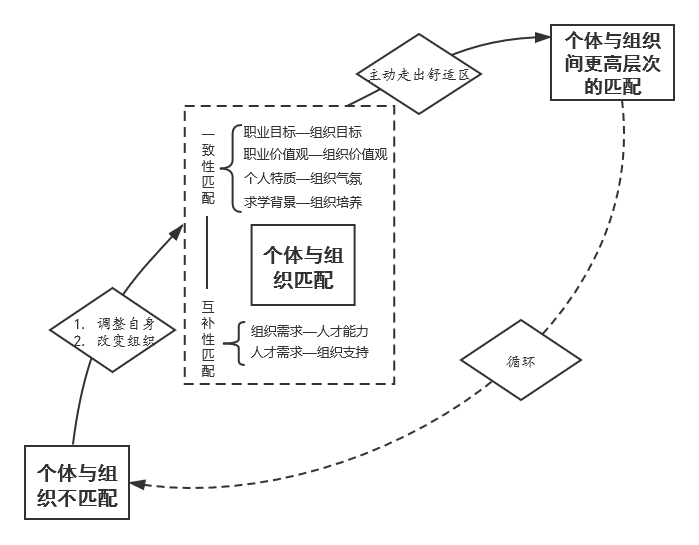 个体与组织
间更高层次
的匹配
主动走出舒适区
一致性匹配
职业目标—组织目标
职业价值观—组织价值观
个人特质—组织气氛
求学背景—组织培养
个体与组
织匹配
互补性匹配
组织需求—人才能力
人才需求—组织支持
1. 调整自身
2. 改变组织
循环
个体与组
织不匹配